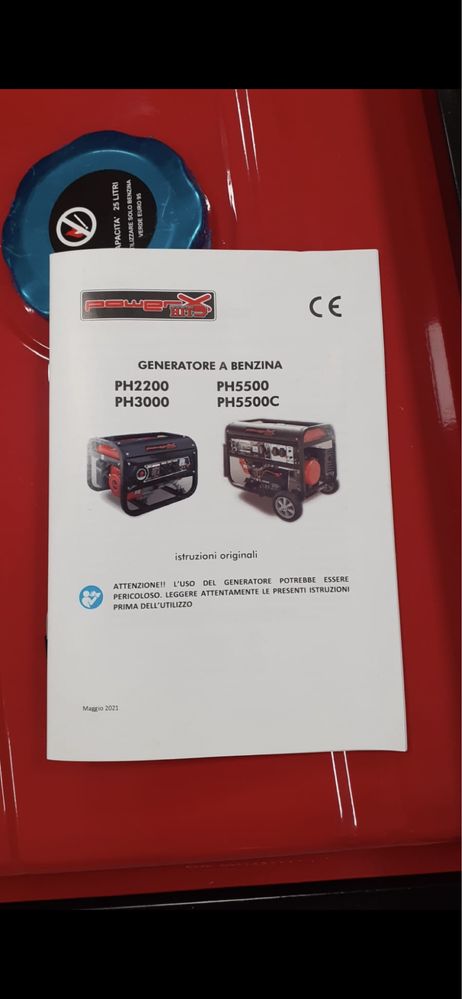 CAPACITA' 25 LITRI
UTILIZZARE SOLO BENZINA
VERDE EURO 95
powerX
CE
GENERATORE A BENZINA
PH2200 PH5500
PH3000 PH5500C
istruzioni originali
ATTENZIONE!! L'USO DEL GENERATORE POTREBBE ESSERE
PERICOLOSO. LEGGERE ATTENTAMENTE LE PRESENTI ISTRUZIONI
PRIMA DELL'UTILIZZO
Maggio 2021